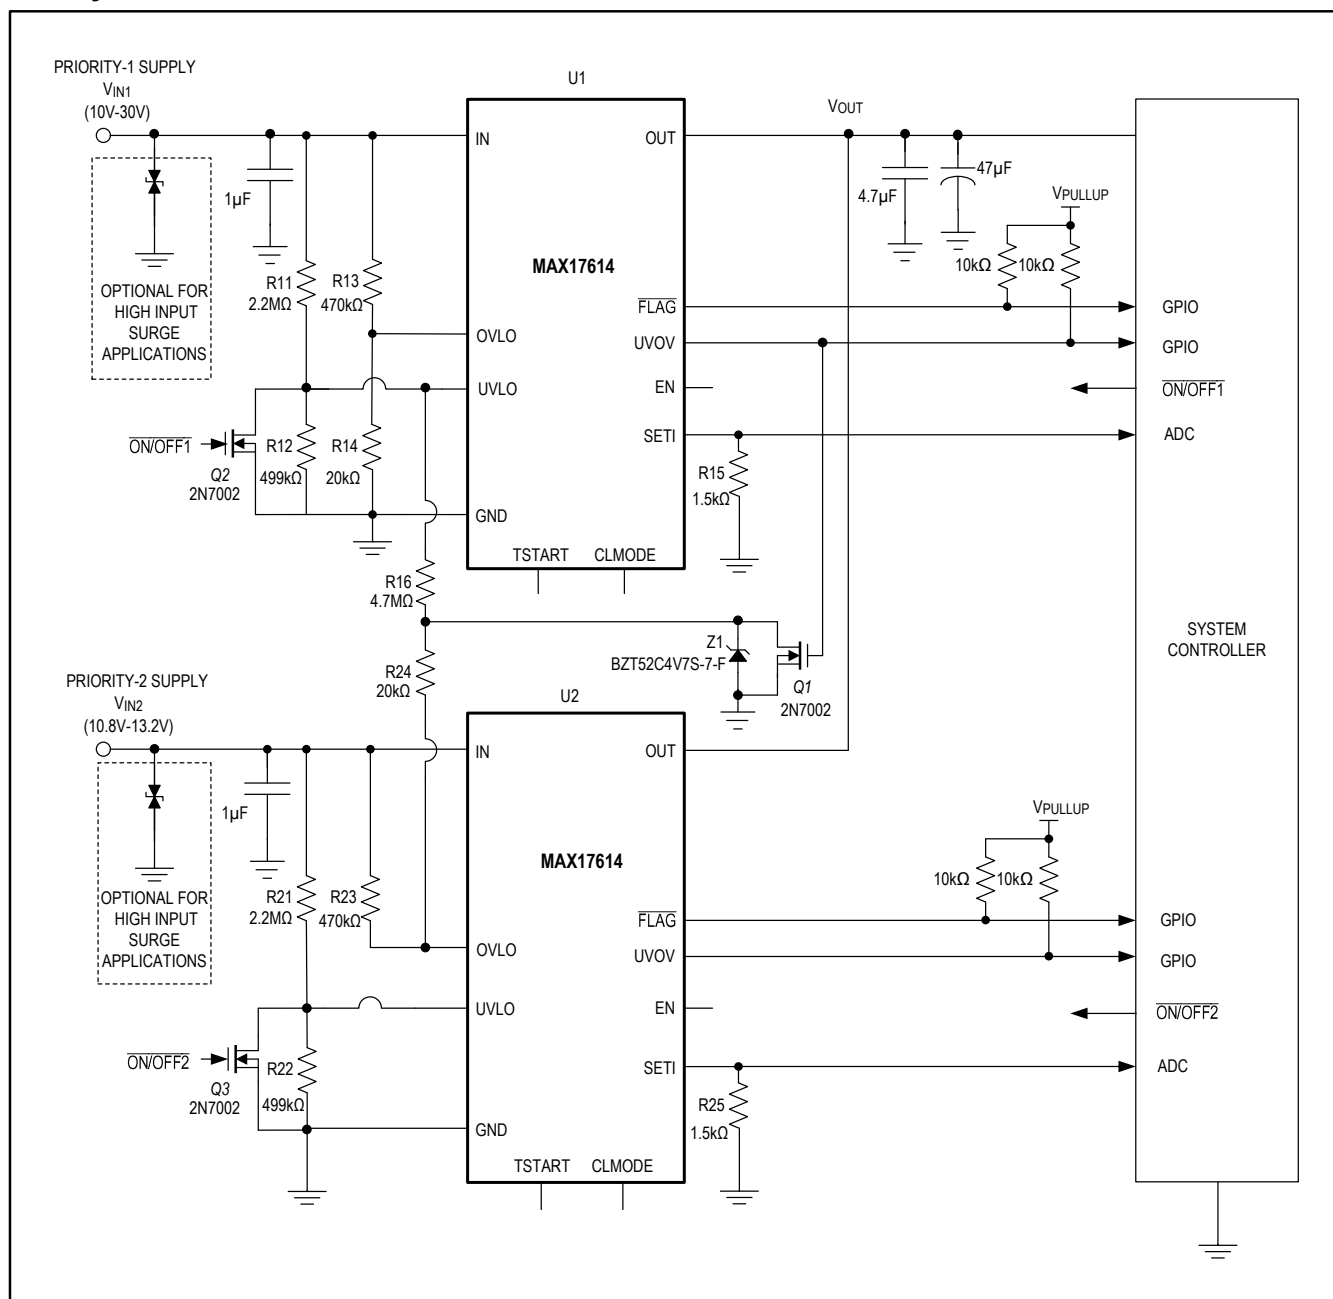 PRIORITY-1 SUPPLY
VIN1
(10V-30V)
OPTIONAL FOR
HIGH INPUT
SURGE
APPLICATIONS
1µF
R11
2.2MΩ
R13
470kΩ
ON/OFF1
Q2
2N7002
R12
499kΩ
R14
20kΩ
U1
IN
OUT
MAX17614
FLAG
OVLO
UVOV
UVLO
EN
SETI
GND
TSTART
CLMODE
VOUT
4.7µF
47µF
VPULLUP
10kΩ
10kΩ
R15
1.5kΩ
GPIO
GPIO
ON/OFF1
ADC
R16
4.7MΩ
R24
20kΩ
Z1
BZT52C4V7S-7-F
Q1
2N7002
SYSTEM
CONTROLLER
PRIORITY-2 SUPPLY
VIN2
(10.8V-13.2V)
OPTIONAL FOR
HIGH INPUT
SURGE
APPLICATIONS
1µF
R21
2.2MΩ
R23
470kΩ
ON/OFF2
Q3
2N7002
R22
499kΩ
U2
IN
OUT
MAX17614
FLAG
OVLO
UVOV
UVLO
EN
SETI
GND
TSTART
CLMODE
VPULLUP
10kΩ
10kΩ
R25
1.5kΩ
GPIO
GPIO
ON/OFF2
ADC